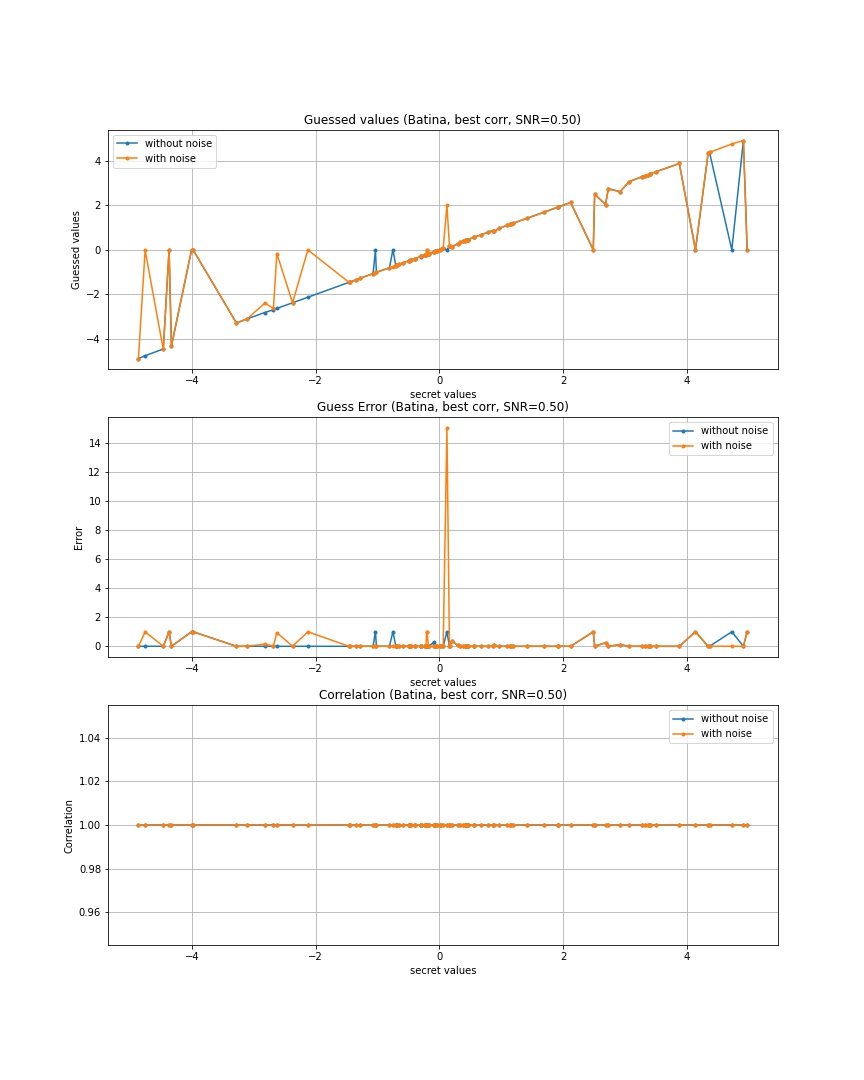 Guessed values (Batina, best corr, SNR=0.50)
without noise
with noise
4
2
0
−2
−4
Guessed values
−4 −2 0 2 4
secret values
Guess Error (Batina, best corr, SNR=0.50)
without noise
with noise
14
12
10
8
6
4
2
0
Error
−4 −2 0 2 4
secret values
Correlation (Batina, best corr, SNR=0.50)
without noise
with noise
1.04
1.02
1.00
0.98
0.96
Correlation
−4 −2 0 2 4
secret values